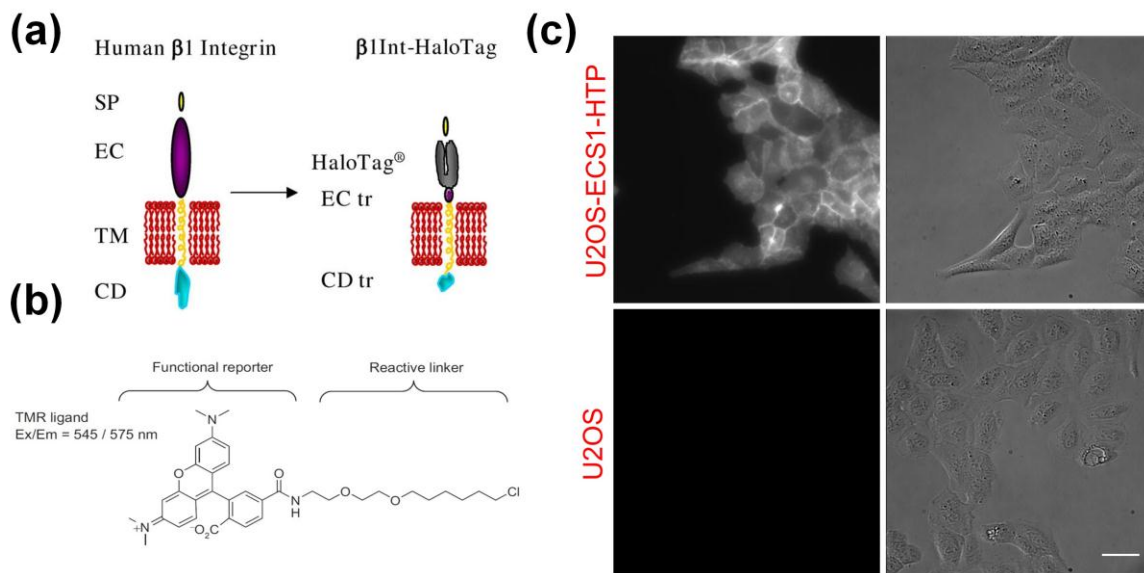 (a)
Human β1 Integrin
β1Int-HaloTag
SP
EC
HaloTag®
EC tr
TM
CD
CD tr
(b)
Functional reporter
Reactive linker
TMR ligand
Ex/Em = 545 / 575 nm
N
O
O
N
H
O
O
Cl
N
+
⁻O₂C
(c)
U2OS-ECS1-HTP
U2OS